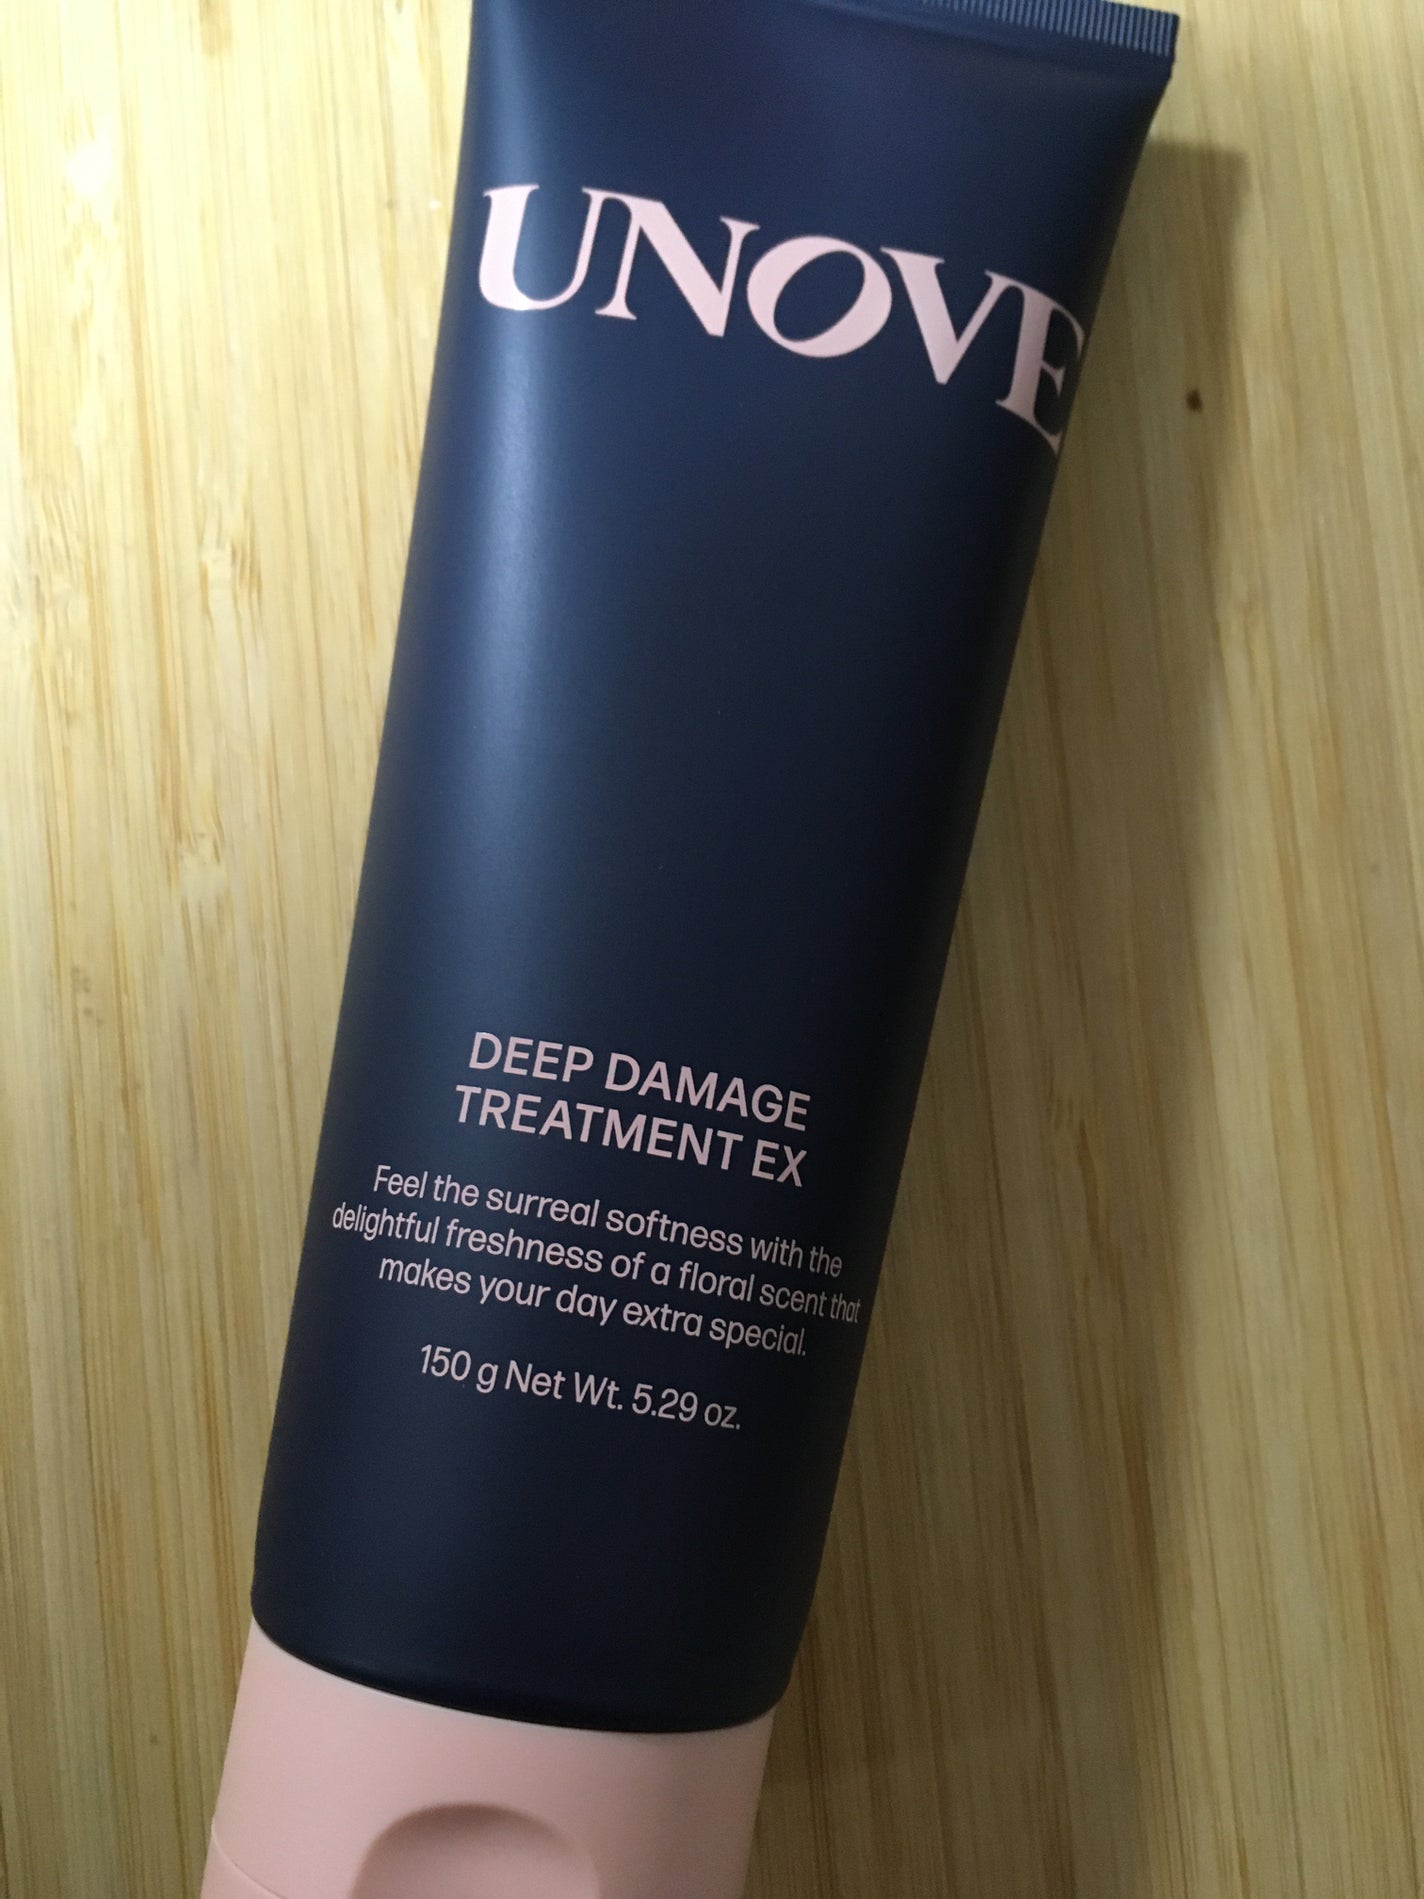 UNOVE
DEEP DAMAGE
TREATMENT EX
Feel the surreal softness with the
delightful freshness of a floral scent that
makes your day extra special.
150 g Net Wt. 5.29 oz.